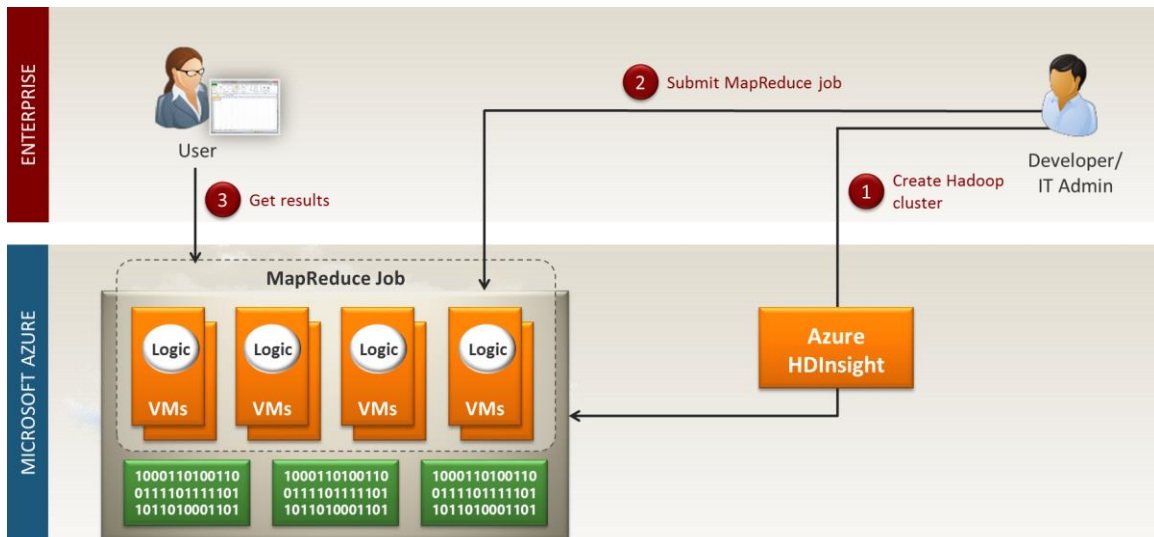 ENTERPRISE
User
2 Submit MapReduce job
Developer/
IT Admin
1 Create Hadoop
cluster
3 Get results
MICROSOFT AZURE
MapReduce Job
Logic Logic Logic Logic
VMs VMs VMs VMs
Azure
HDInsight
1000110100110 1000110100110 1000110100110
0111101111101 0111101111101 0111101111101
1011010001101 1011010001101 1011010001101